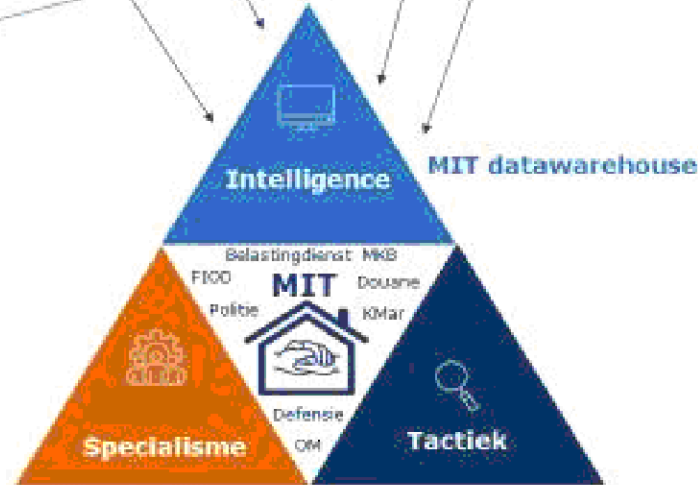 Intelligence
MIT datawarehouse
Belastingdienst MKB
FIOD
MIT
Douane
Politie
KMar
Defensie
OM
Specialisme
Tactiek